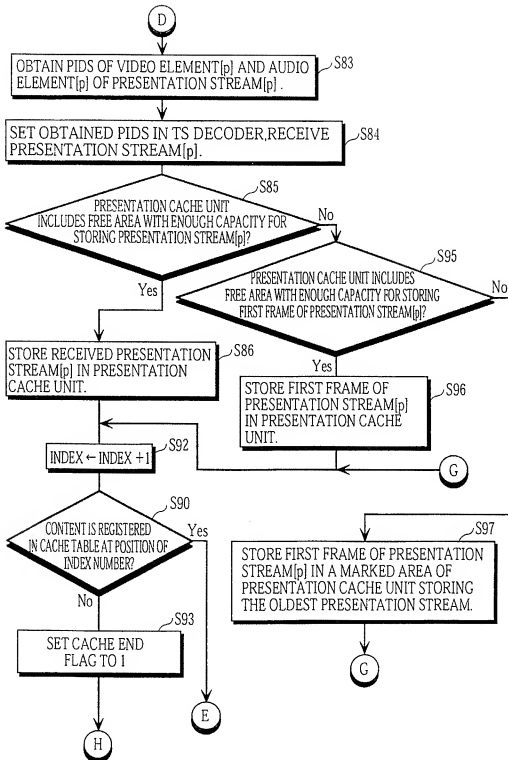 D
OBTAIN PIDS OF VIDEO ELEMENT[p] AND AUDIO
ELEMENT[p] OF PRESENTATION STREAM[p] .
S83
SET OBTAINED PIDS IN TS DECODER,RECEIVE
PRESENTATION STREAM[p].
S84
S85
PRESENTATION CACHE UNIT
INCLUDES FREE AREA WITH ENOUGH CAPACITY FOR
STORING PRESENTATION STREAM[p]?
No
Yes
S95
PRESENTATION CACHE UNIT INCLUDES
FREE AREA WITH ENOUGH CAPACITY FOR STORING
FIRST FRAME OF PRESENTATION STREAM[p]?
No
Yes
STORE RECEIVED PRESENTATION
STREAM[p] IN PRESENTATION
CACHE UNIT.
S86
STORE FIRST FRAME OF
PRESENTATION STREAM[p]
IN PRESENTATION CACHE
UNIT.
S96
G
S92
INDEX ← INDEX +1
S90
CONTENT IS REGISTERED
IN CACHE TABLE AT POSITION OF
INDEX NUMBER?
Yes
No
S97
STORE FIRST FRAME OF PRESENTATION
STREAM[p] IN A MARKED AREA OF
PRESENTATION CACHE UNIT STORING
THE OLDEST PRESENTATION STREAM.
S93
SET CACHE END
FLAG TO 1
G
E
H